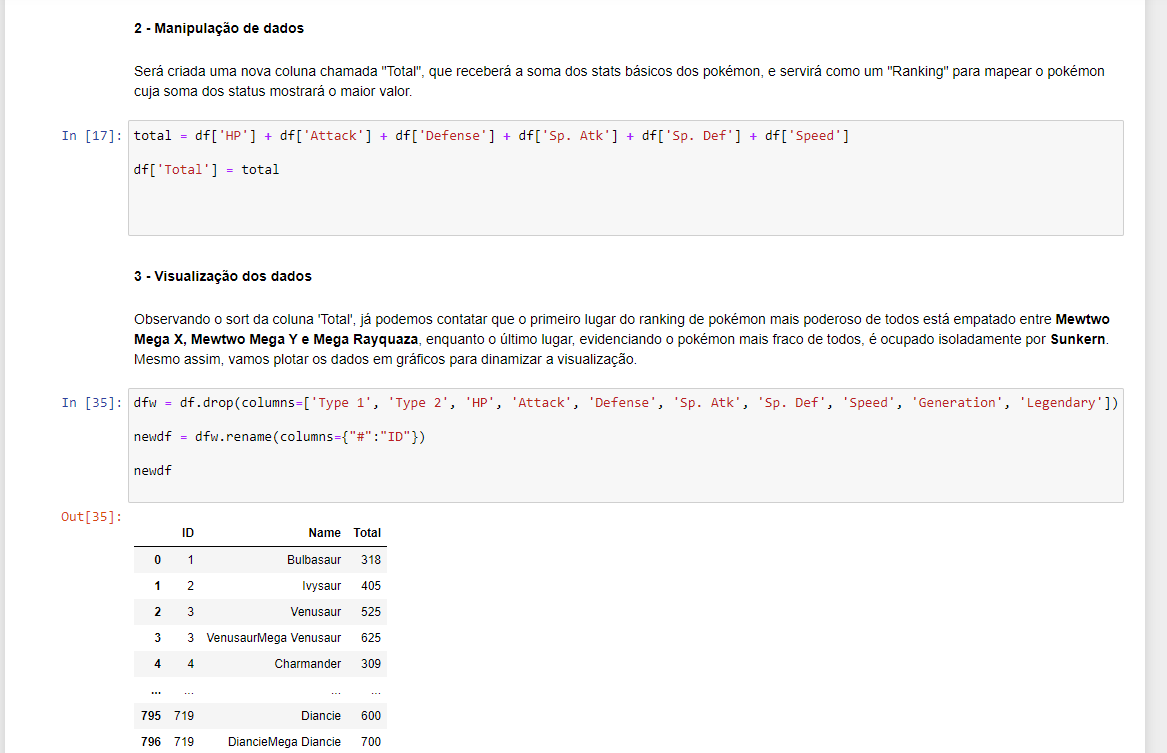 2 - Manipulação de dados
Será criada uma nova coluna chamada "Total", que receberá a soma dos stats básicos dos pokémon, e servirá como um "Ranking" para mapear o pokémon
cuja soma dos status mostrará o maior valor.
In [17]: total = df['HP'] + df['Attack'] + df['Defense'] + df['Sp. Atk'] + df['Sp. Def'] + df['Speed']
df['Total'] = total
3 - Visualização dos dados
Observando o sort da coluna 'Total', já podemos contatar que o primeiro lugar do ranking de pokémon mais poderoso de todos está empatado entre Mewtwo
Mega X, Mewtwo Mega Y e Mega Rayquaza, enquanto o último lugar, evidenciando o pokémon mais fraco de todos, é ocupado isoladamente por Sunkern.
Mesmo assim, vamos plotar os dados em gráficos para dinamizar a visualização.
In [35]: dfw = df.drop(columns=['Type 1', 'Type 2', 'HP', 'Attack', 'Defense', 'Sp. Atk', 'Sp. Def', 'Speed', 'Generation', 'Legendary'])
newdf = dfw.rename(columns={"#":"ID"})
newdf
Out[35]:
ID Name Total
0 1 Bulbasaur 318
1 2 Ivysaur 405
2 3 Venusaur 525
3 3 VenusaurMega Venusaur 625
4 4 Charmander 309
... ... ... ...
795 719 Diancie 600
796 719 DiancieMega Diancie 700